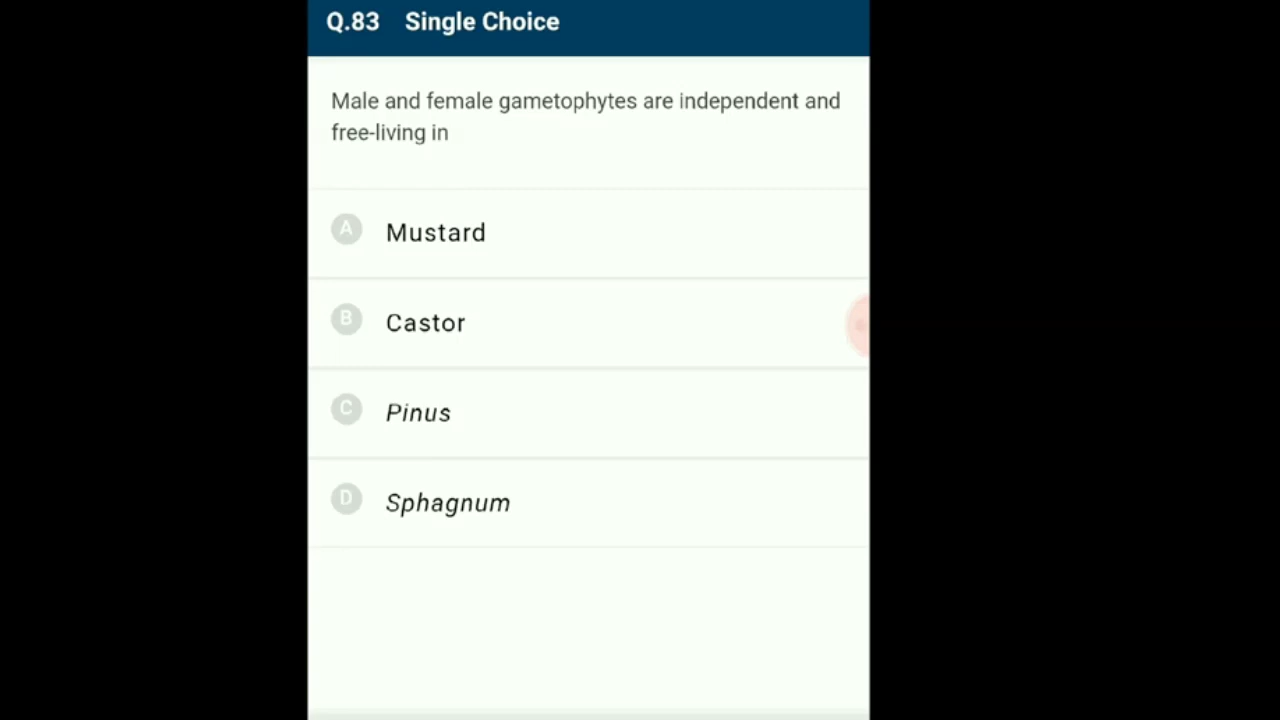 Q.83 Single Choice
Male and female gametophytes are independent and
free-living in
A Mustard
B Castor
C Pinus
D Sphagnum